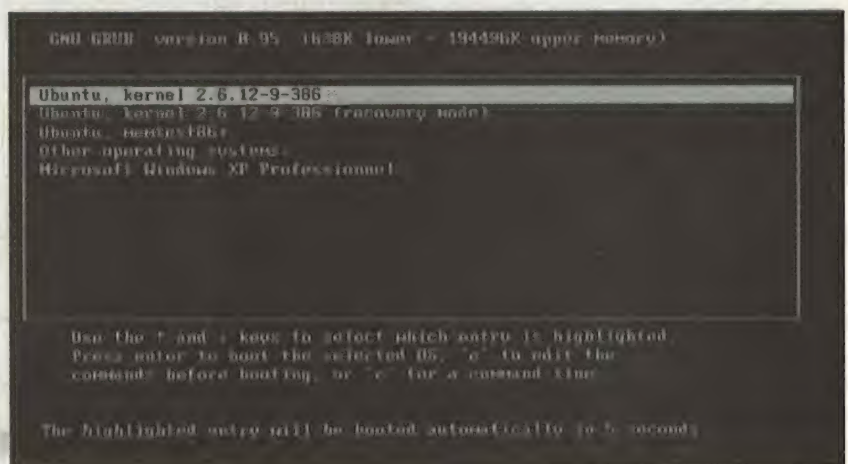 GNU GRUB version 0.95 (638K lower - 194496K upper memory)
Ubuntu, kernel 2.6.12-9-386
Ubuntu, kernel 2.6.12-9-386 (recovery mode)
Ubuntu, memtest86+
Other operating systems:
Microsoft Windows XP Professionnel
Use the ↑ and ↓ keys to select which entry is highlighted.
Press enter to boot the selected OS, 'e' to edit the
commands before booting, or 'c' for a command line.
The highlighted entry will be booted automatically in 5 seconds.